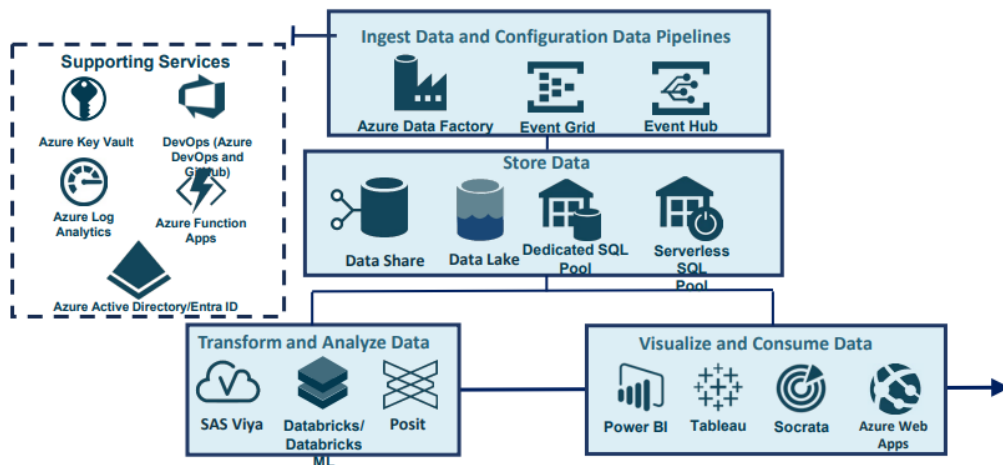 Ingest Data and Configuration Data Pipelines
Azure Data Factory
Event Grid
Event Hub
Supporting Services
Azure Key Vault
DevOps (Azure
DevOps and
GitHub)
Azure Log
Analytics
Azure Function
Apps
Azure Active Directory/Entra ID
Store Data
Data Share
Data Lake
Dedicated SQL
Pool
Serverless
SQL
Pool
Transform and Analyze Data
SAS Viya
Databricks/
Databricks
ML
Posit
Visualize and Consume Data
Power BI
Tableau
Socrata
Azure Web
Apps